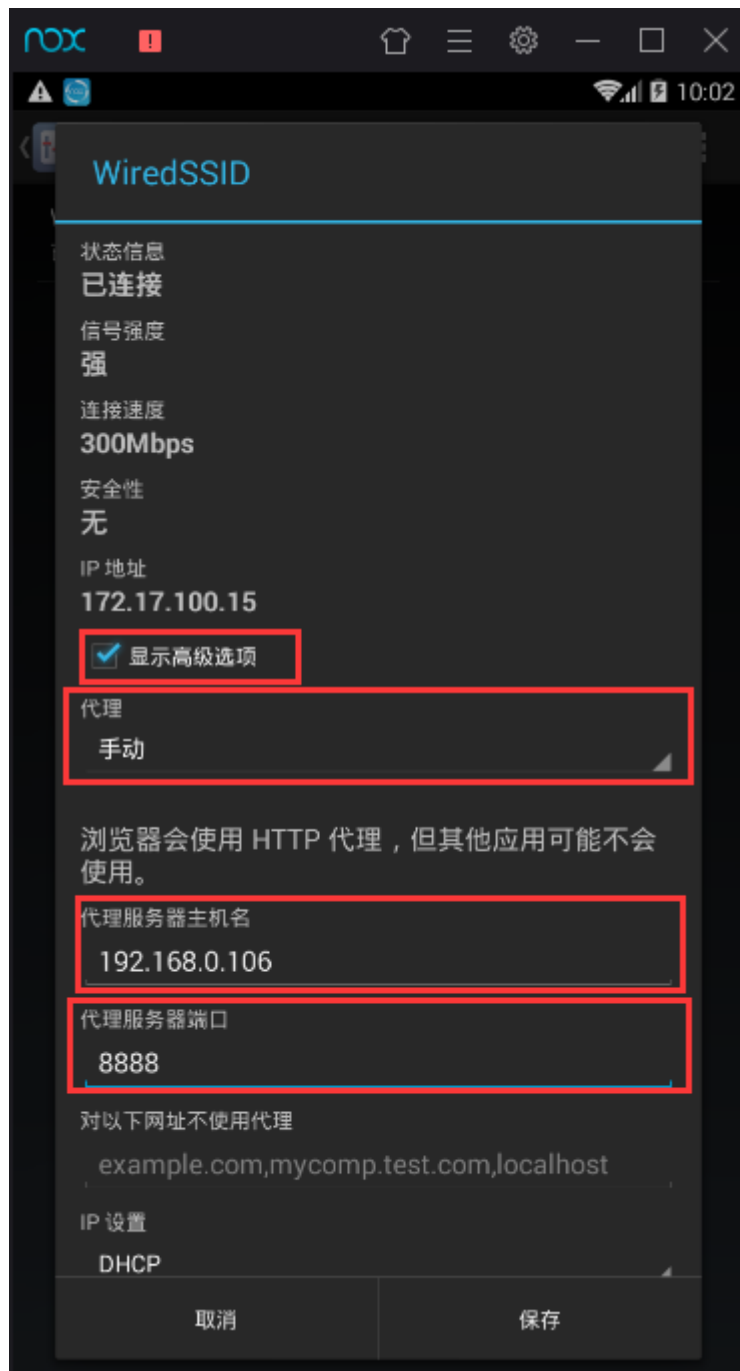 nox
10:02
WiredSSID
状态信息
已连接
信号强度
强
连接速度
300Mbps
安全性
无
IP 地址
172.17.100.15
显示高级选项
代理
手动
浏览器会使用 HTTP 代理，但其他应用可能不会
使用。
代理服务器主机名
192.168.0.106
代理服务器端口
8888
对以下网址不使用代理
example.com,mycomp.test.com,localhost
IP 设置
DHCP
取消
保存